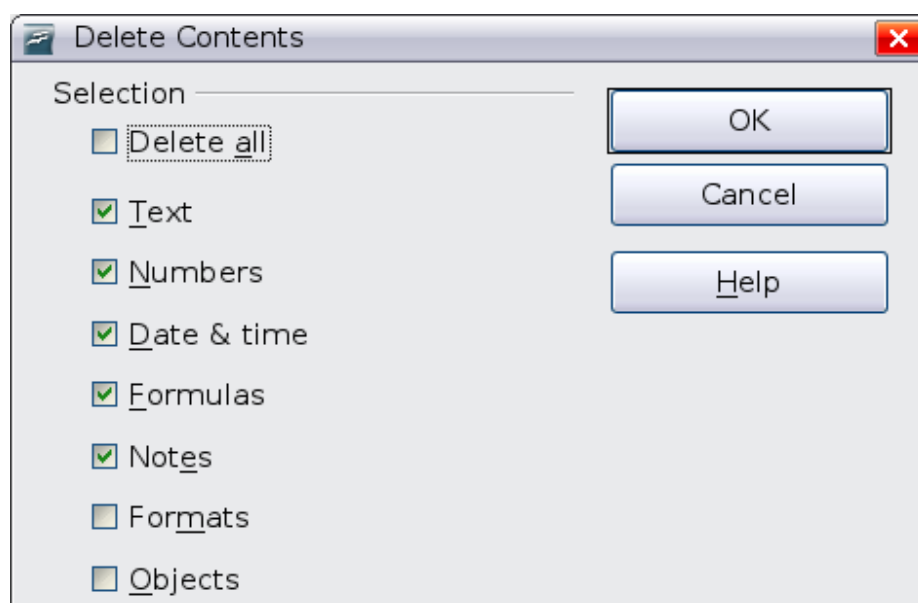 Delete Contents
Selection
Delete all
Text
Numbers
Date & time
Formulas
Notes
Formats
Objects
OK
Cancel
Help